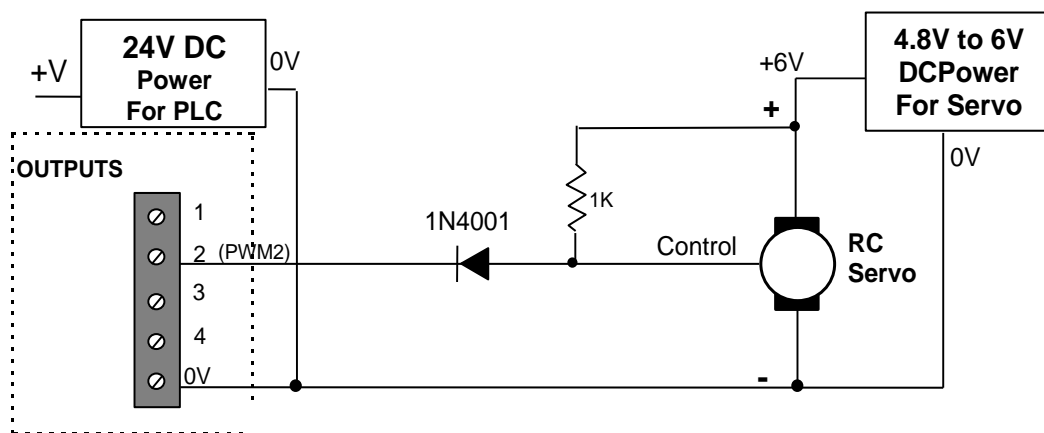 +V
24V DC
Power
For PLC
0V
+6V
4.8V to 6V
DCPower
For Servo
0V
+
OUTPUTS
1
2 (PWM2)
3
4
0V
1N4001
1K
Control
RC
Servo
-